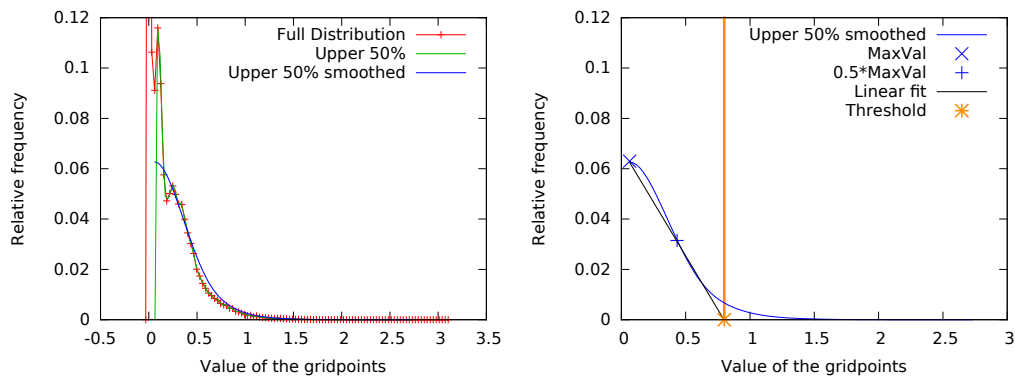 Full Distribution
Upper 50%
Upper 50% smoothed
Relative frequency
0.12
0.1
0.08
0.06
0.04
0.02
0
-0.5
0
0.5
1
1.5
2
2.5
3
3.5
Value of the gridpoints
Upper 50% smoothed
MaxVal
0.5*MaxVal
Linear fit
Threshold
Relative frequency
0.12
0.1
0.08
0.06
0.04
0.02
0
0
0.5
1
1.5
2
2.5
3
Value of the gridpoints